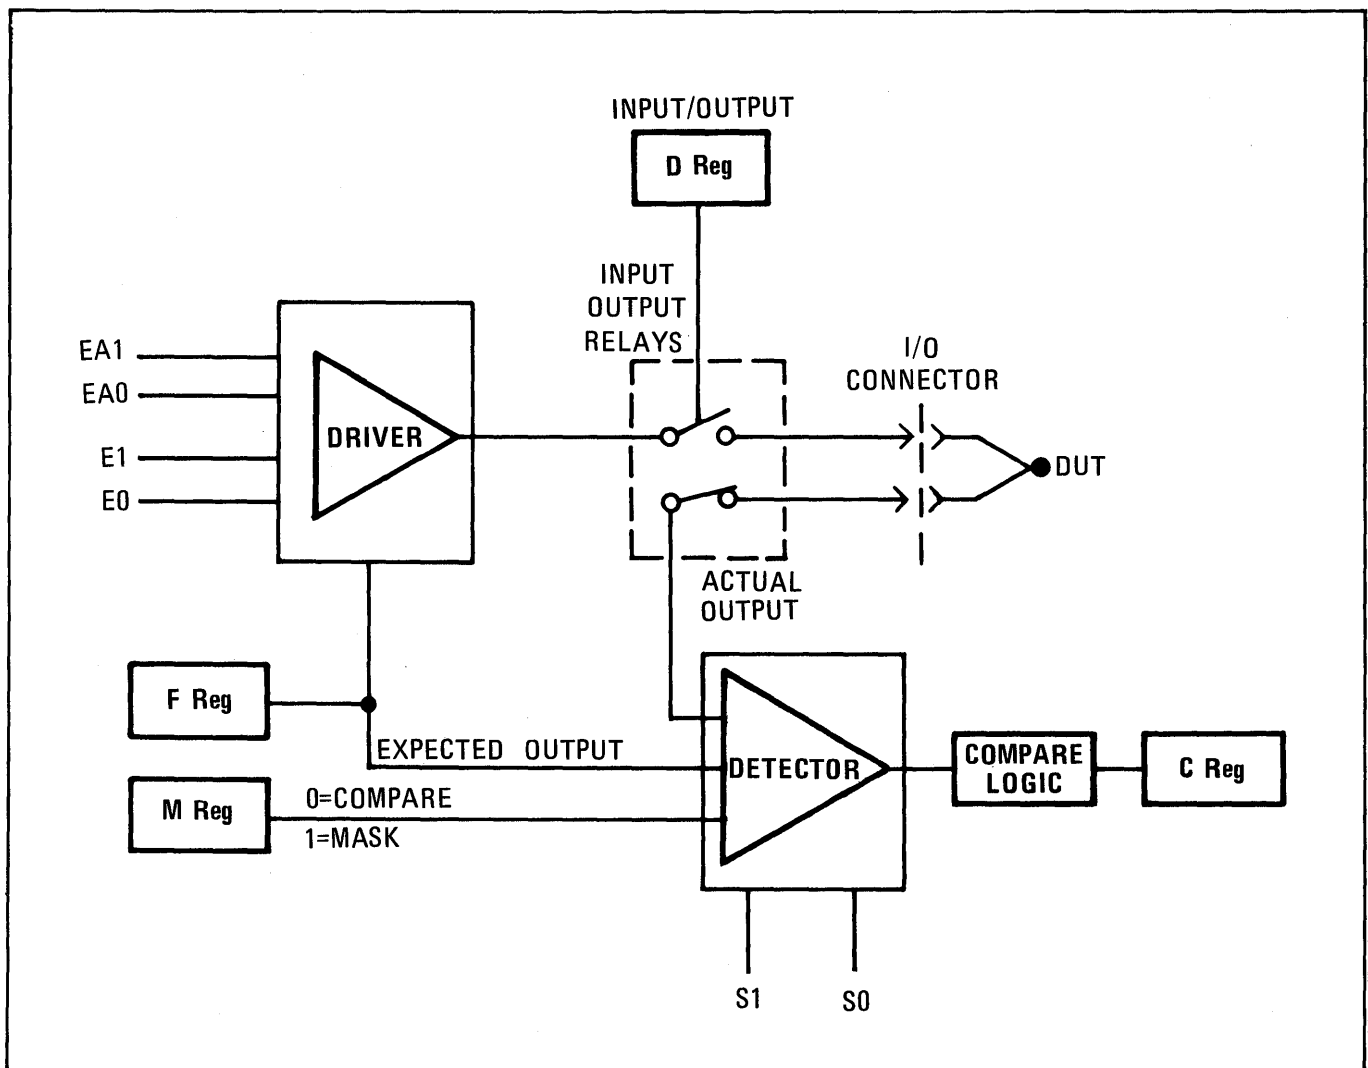 INPUT/OUTPUT
D Reg
INPUT
OUTPUT
RELAYS
I/O
CONNECTOR
EA1
EA0
E1
E0
DRIVER
DUT
ACTUAL
OUTPUT
F Reg
EXPECTED OUTPUT
M Reg
0=COMPARE
1=MASK
DETECTOR
COMPARE
LOGIC
C Reg
S1
S0